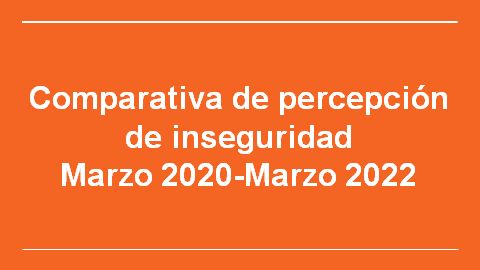 Comparativa de percepción
de inseguridad
Marzo 2020-Marzo 2022